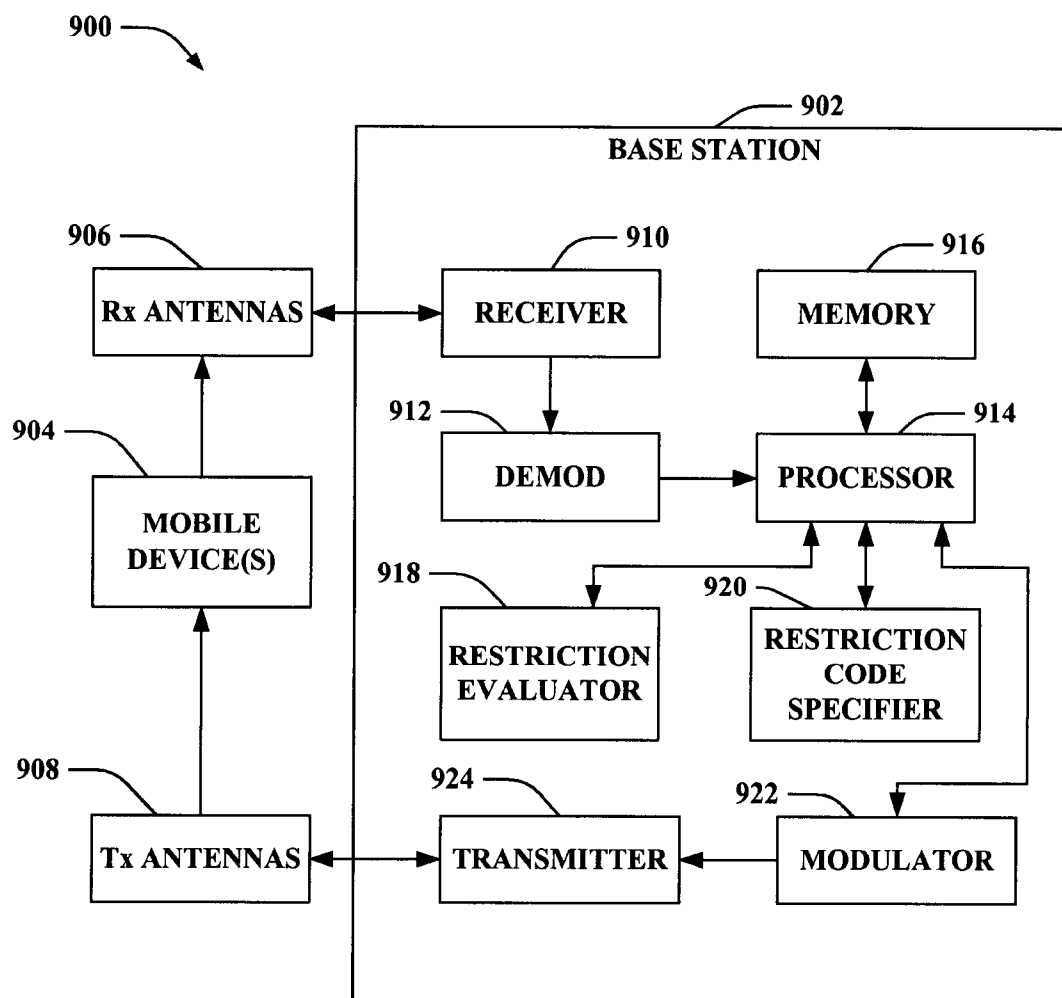 900
902
BASE STATION
906
910
916
Rx ANTENNAS
RECEIVER
MEMORY
904
912
914
MOBILE
DEVICE(S)
DEMOD
PROCESSOR
918
920
RESTRICTION
EVALUATOR
RESTRICTION
CODE
SPECIFIER
908
924
922
Tx ANTENNAS
TRANSMITTER
MODULATOR